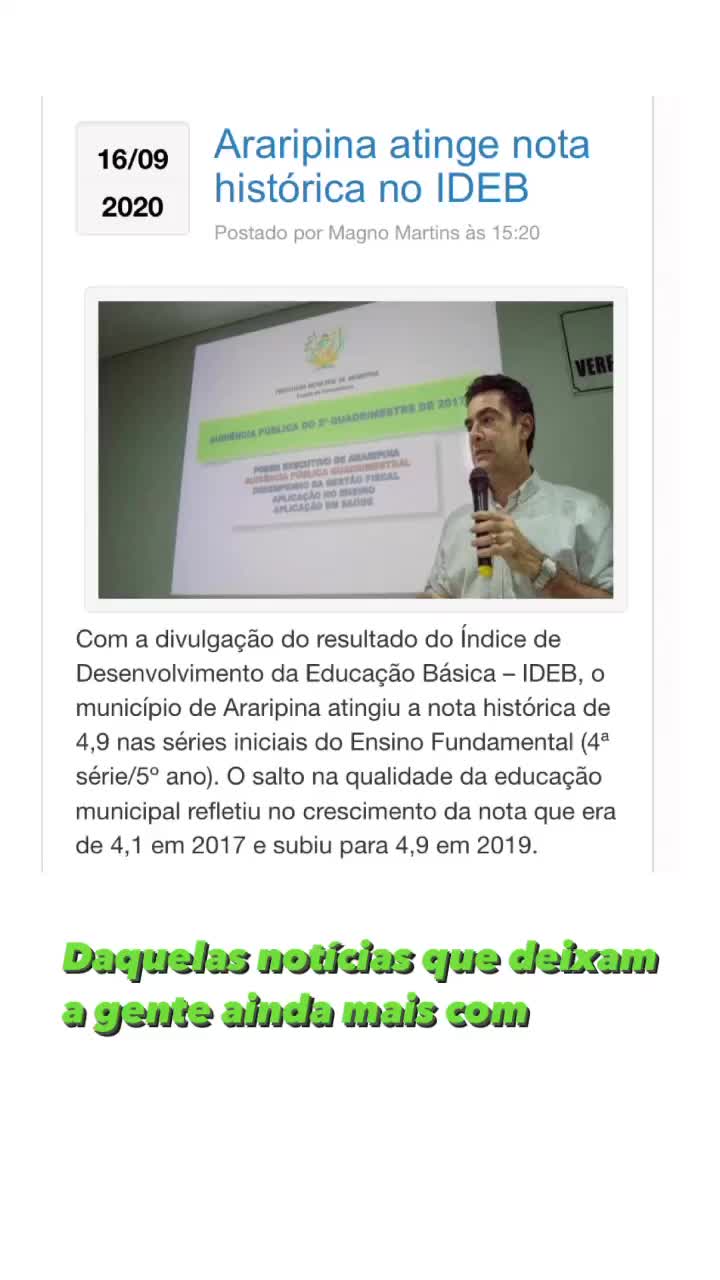 16/09
2020
Araripina atinge nota
histórica no IDEB
Postado por Magno Martins às 15:20
VERE
PREFEITURA MUNICIPAL DE ARARIPINA
AUDIÊNCIA PÚBLICA DO 2º QUADRIMESTRE DE 2017
PODER EXECUTIVO DE ARARIPINA
AUDIÊNCIA PÚBLICA QUADRIMESTRAL
DESEMPENHO DA GESTÃO FISCAL
APLICAÇÃO NO ENSINO
APLICAÇÃO EM SAÚDE
Com a divulgação do resultado do Índice de
Desenvolvimento da Educação Básica – IDEB, o
município de Araripina atingiu a nota histórica de
4,9 nas séries iniciais do Ensino Fundamental (4ª
série/5º ano). O salto na qualidade da educação
municipal refletiu no crescimento da nota que era
de 4,1 em 2017 e subiu para 4,9 em 2019.
Daquelas notícias que deixam
a gente ainda mais com